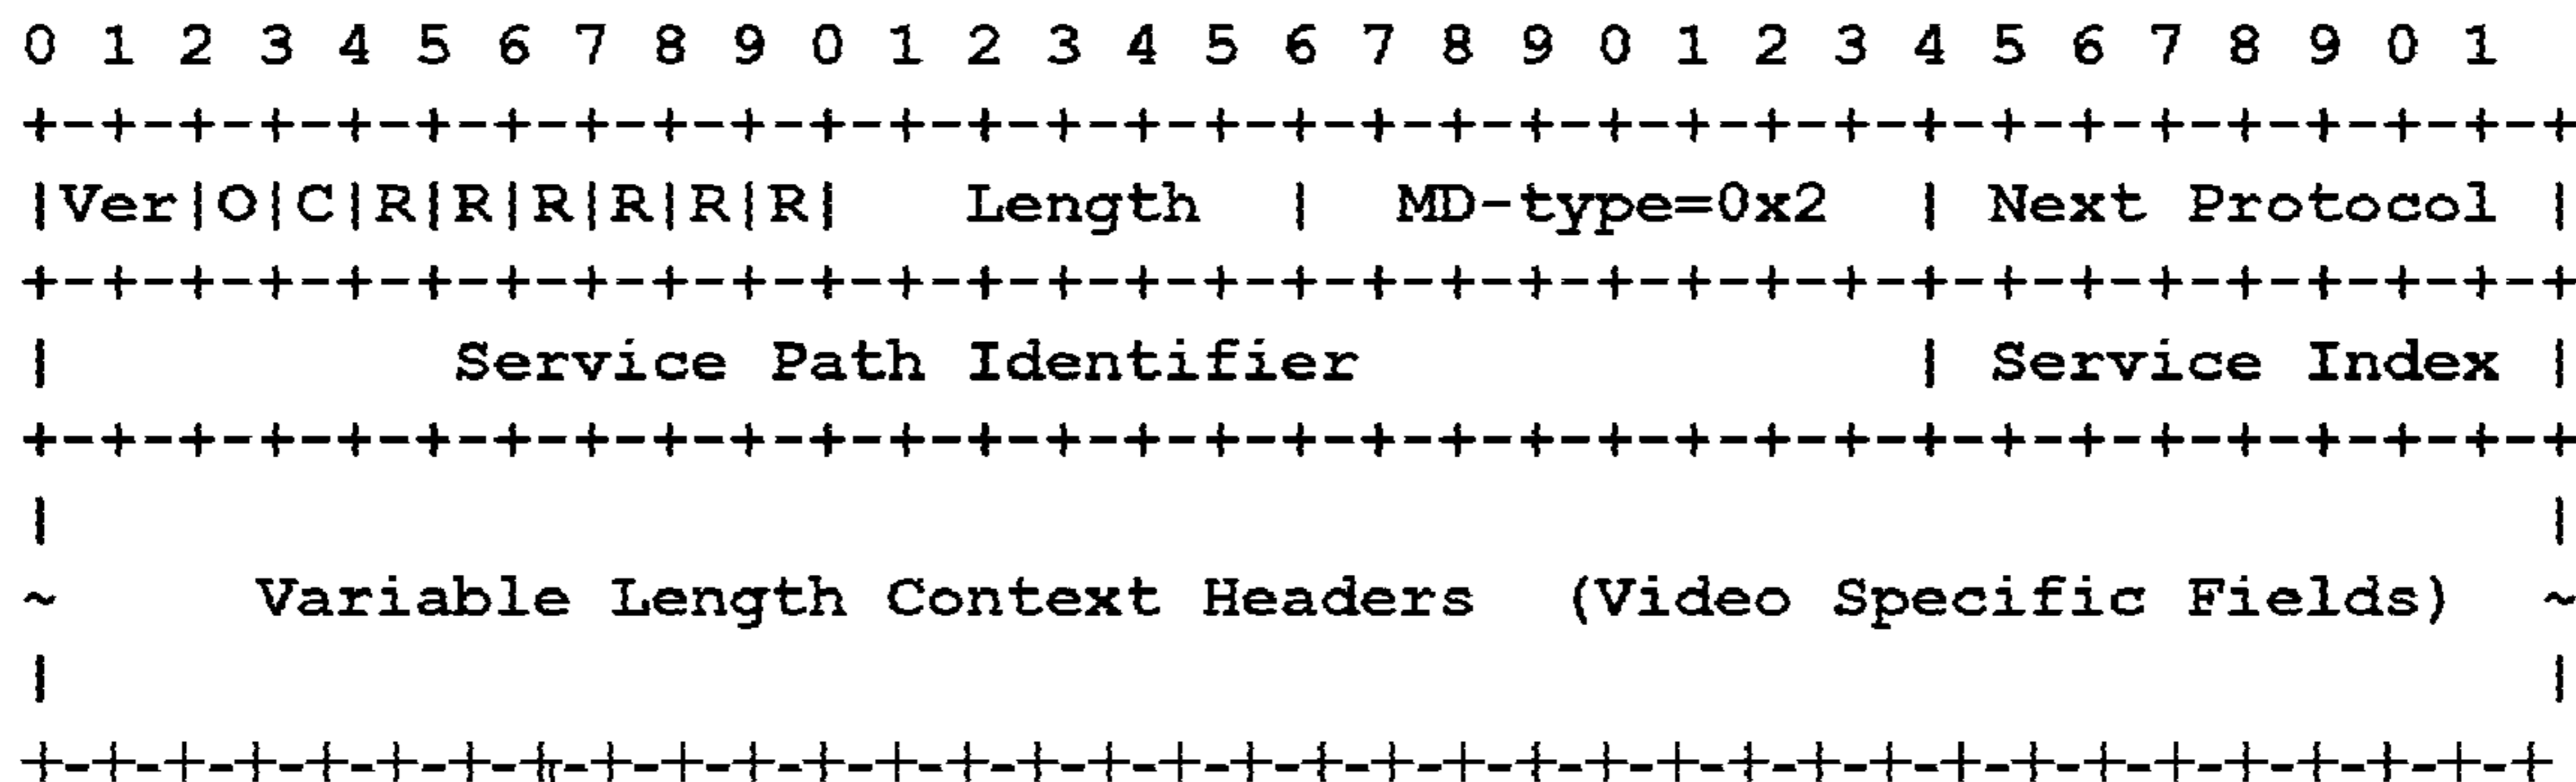 0 1 2 3 4 5 6 7 8 9 0 1 2 3 4 5 6 7 8 9 0 1 2 3 4 5 6 7 8 9 0 1
+-+-+-+-+-+-+-+-+-+-+-+-+-+-+-+-+-+-+-+-+-+-+-+-+-+-+-+-+-+-+-+-+
|Ver|O|C|R|R|R|R|R|R|   Length  |  MD-type=0x2  | Next Protocol |
+-+-+-+-+-+-+-+-+-+-+-+-+-+-+-+-+-+-+-+-+-+-+-+-+-+-+-+-+-+-+-+-+
|          Service Path Identifier              | Service Index |
+-+-+-+-+-+-+-+-+-+-+-+-+-+-+-+-+-+-+-+-+-+-+-+-+-+-+-+-+-+-+-+-+
|                                                               |
~     Variable Length Context Headers  (Video Specific Fields)  ~
|                                                               |
+-+-+-+-+-+-+-+-+-+-+-+-+-+-+-+-+-+-+-+-+-+-+-+-+-+-+-+-+-+-+-+-+-+-+-+